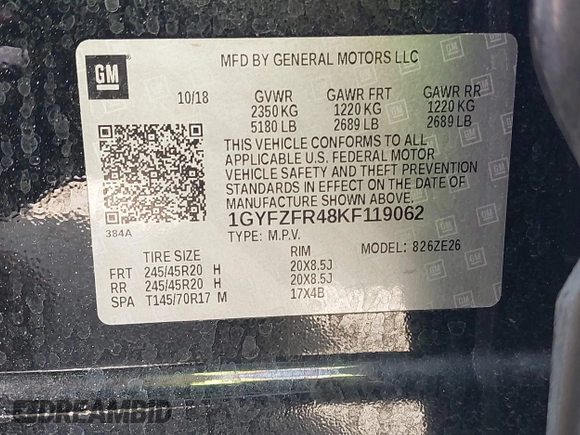 GM
MFD BY GENERAL MOTORS LLC
10/18 GVWR GAWR FRT GAWR RR
2350 KG 1220 KG 1220 KG
5180 LB 2689 LB 2689 LB
THIS VEHICLE CONFORMS TO ALL
APPLICABLE U.S. FEDERAL MOTOR
VEHICLE SAFETY AND THEFT PREVENTION
STANDARDS IN EFFECT ON THE DATE OF
MANUFACTURE SHOWN ABOVE.
384A
1GYFZFR48KF119062
TYPE: M.P.V. MODEL: 826ZE26
TIRE SIZE RIM
FRT 245/45R20 H 20X8.5J
RR 245/45R20 H 20X8.5J
SPA T145/70R17 M 17X4B
DREAMBID